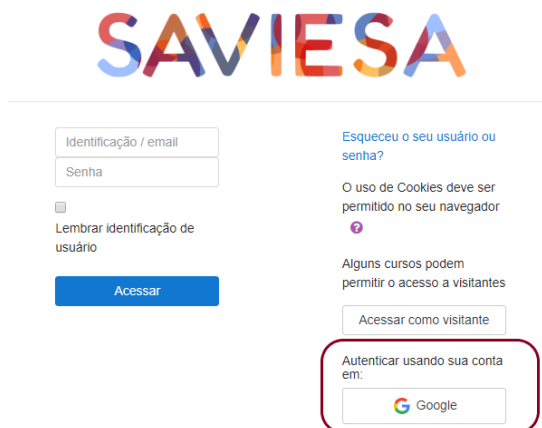 SAVIESA
Identificação / email
Senha
Lembrar identificação de
usuário
Acessar
Esqueceu o seu usuário ou
senha?
O uso de Cookies deve ser
permitido no seu navegador
?
Alguns cursos podem
permitir o acesso a visitantes
Acessar como visitante
Autenticar usando sua conta
em:
G Google